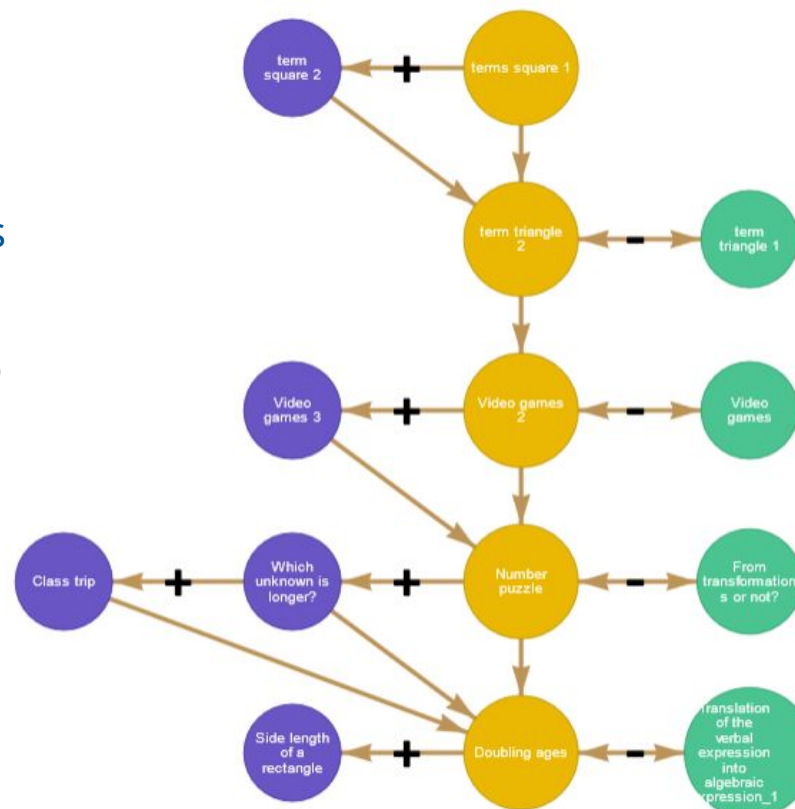 term
square 2
+
terms square 1
s
term triangle
2
-
term
triangle 1
Video
games 3
+
Video games
2
-
Video
games
Class trip
+
Which
unknown is
longer?
+
Number
puzzle
-
From
transformation
s or not?
Side length
of a
rectangle
+
Doubling ages
-
Translation
of the
verbal
expression
into
algebraic
expression_1